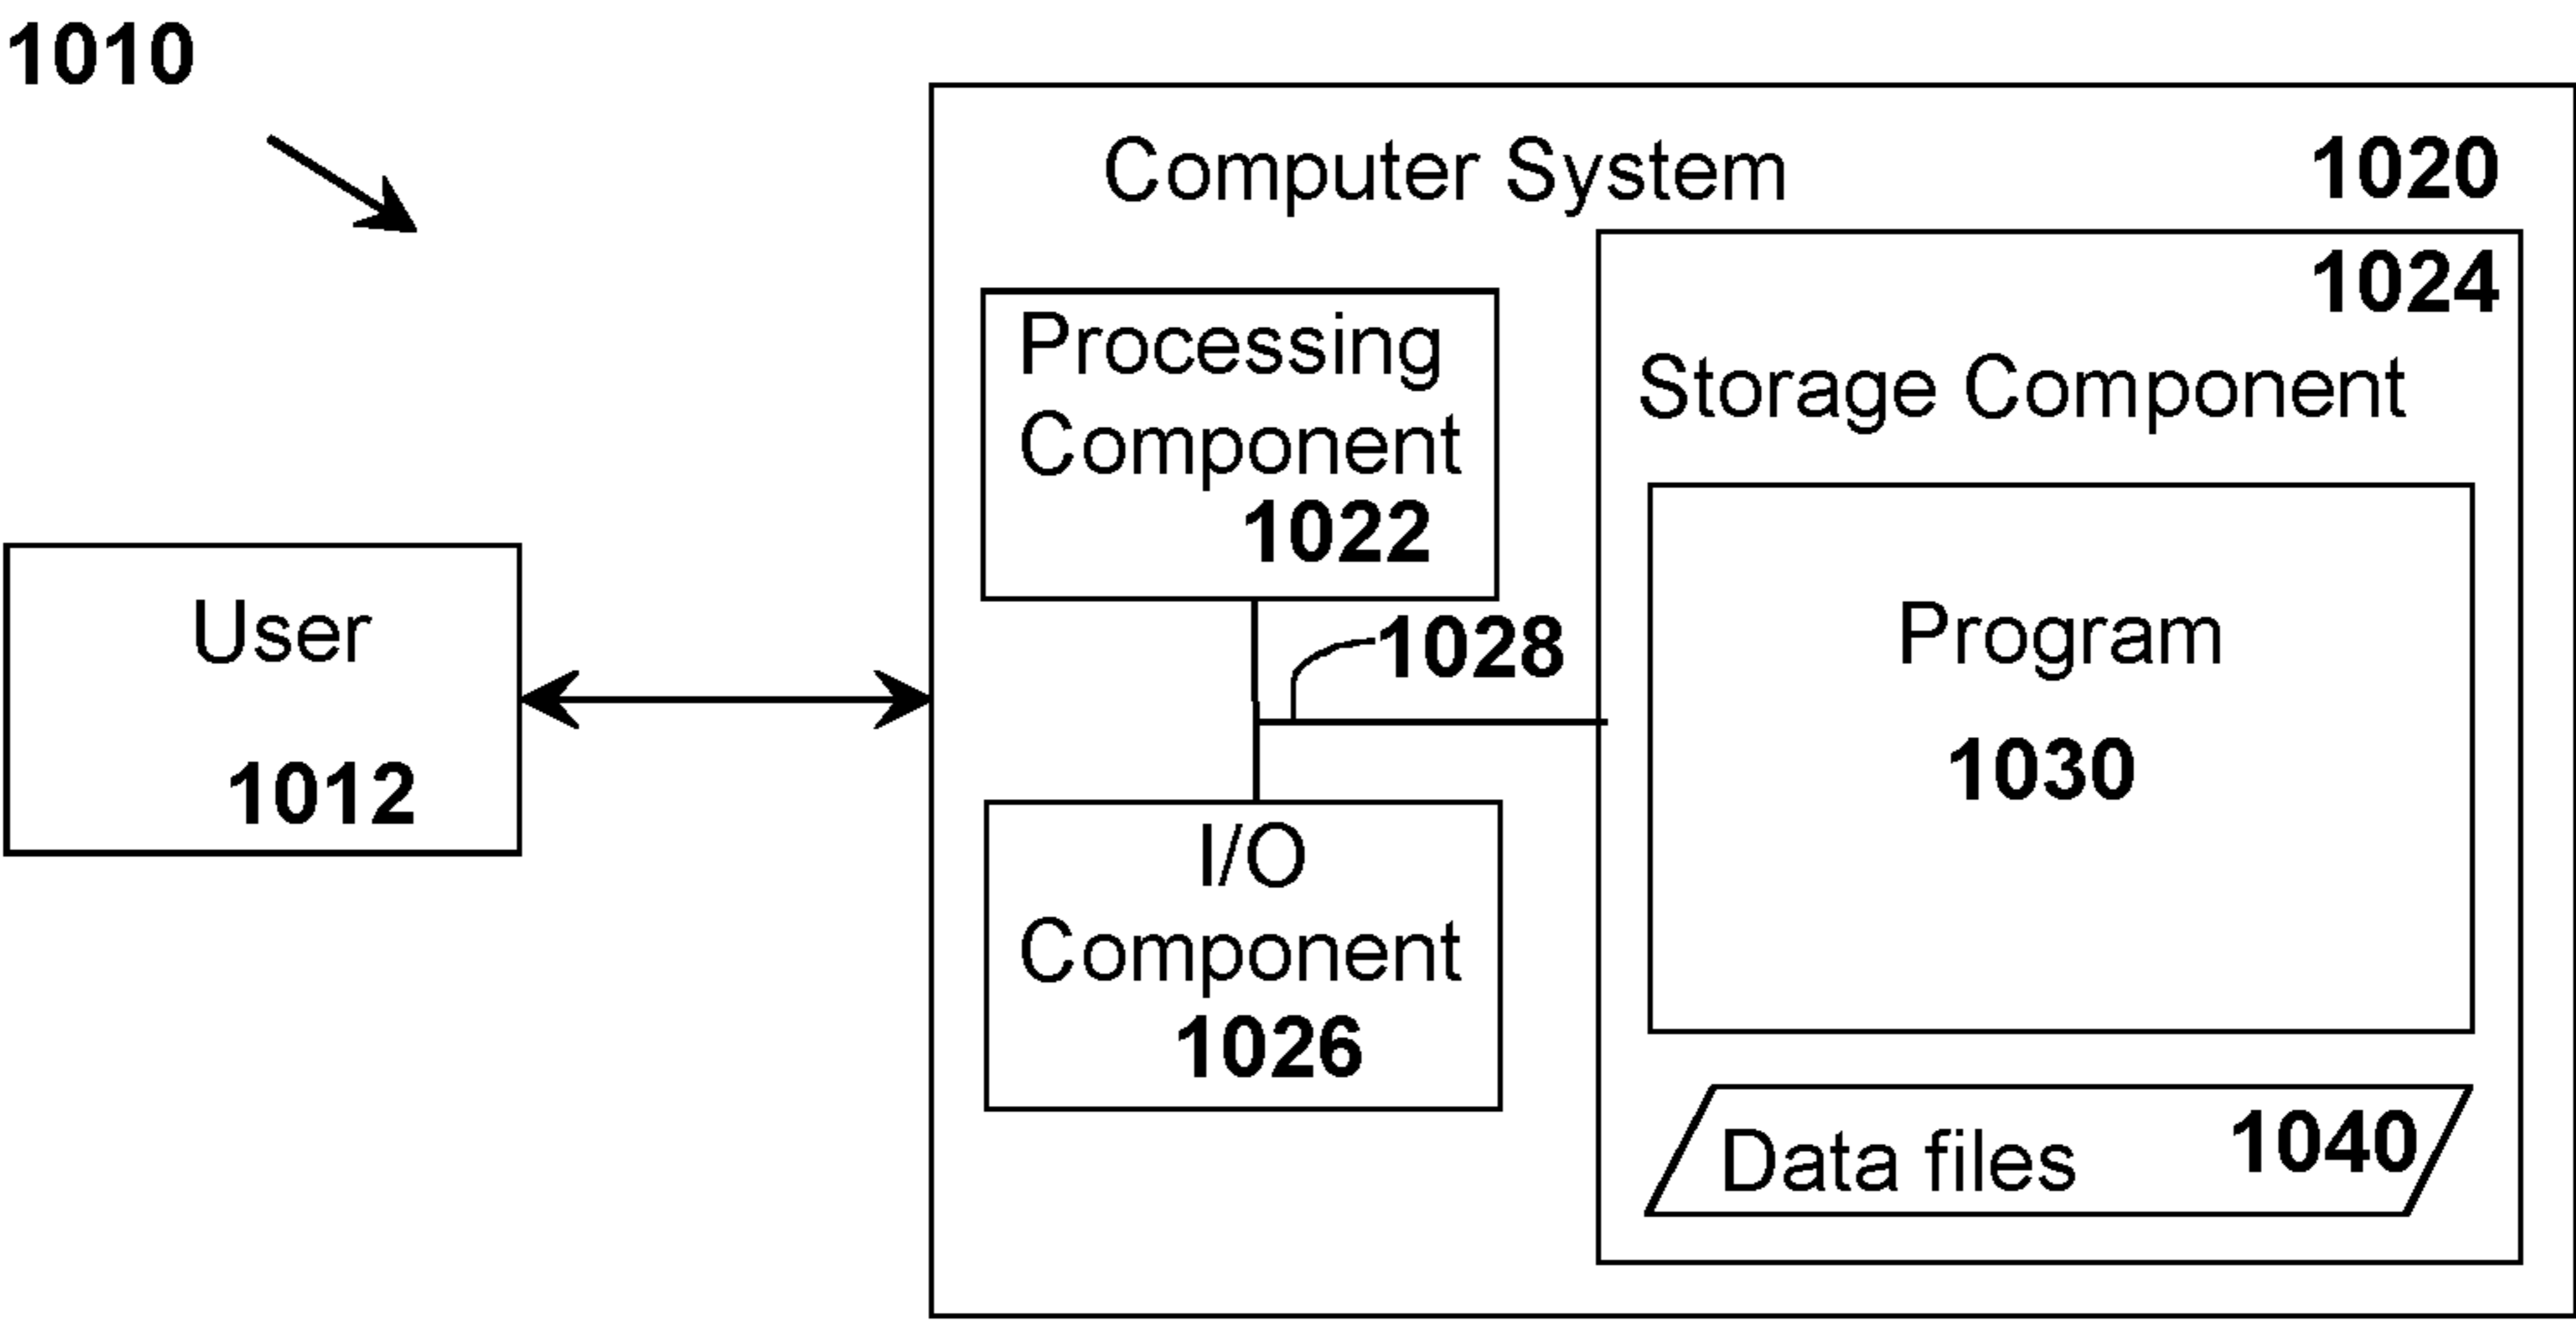 1010
Computer System 1020
1024
Processing
Component
1022
Storage Component
User
1012
1028
Program
1030
I/O
Component
1026
Data files 1040